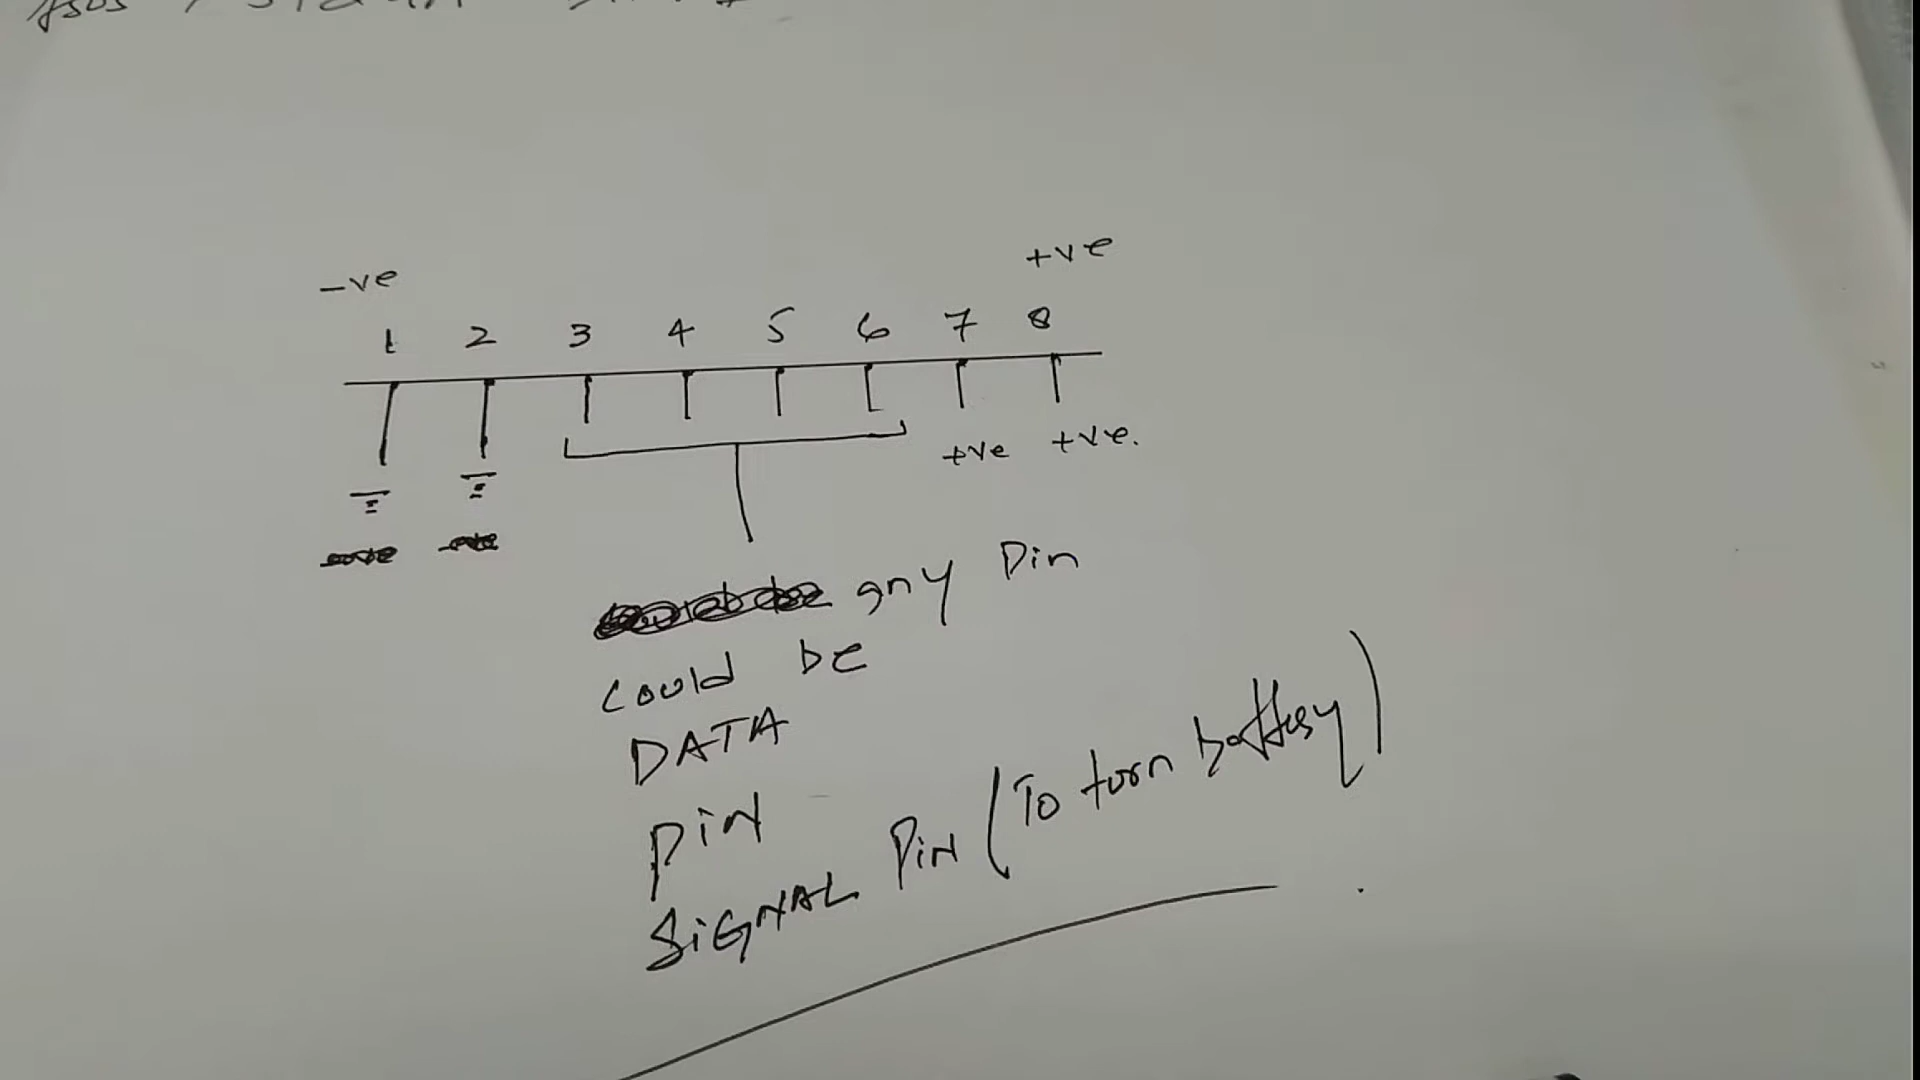 -ve +ve
1 2 3 4 5 6 7 8
+ve +ve.
any Pin
could be
DATA
PiN
SiGNAL PiN (To turn battery)